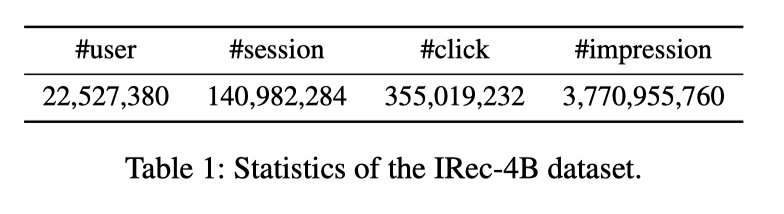 #user #session #click #impression
22,527,380 140,982,284 355,019,232 3,770,955,760
Table 1: Statistics of the IRec-4B dataset.